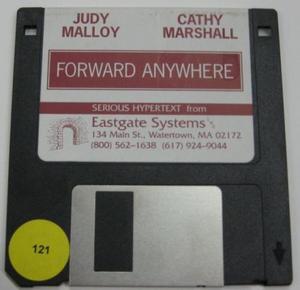 JUDY MALLOY
CATHY MARSHALL
FORWARD ANYWHERE
SERIOUS HYPERTEXT from
Eastgate Systems
134 Main St., Watertown, MA 02172
(800) 562-1638 (617) 924-9044
121